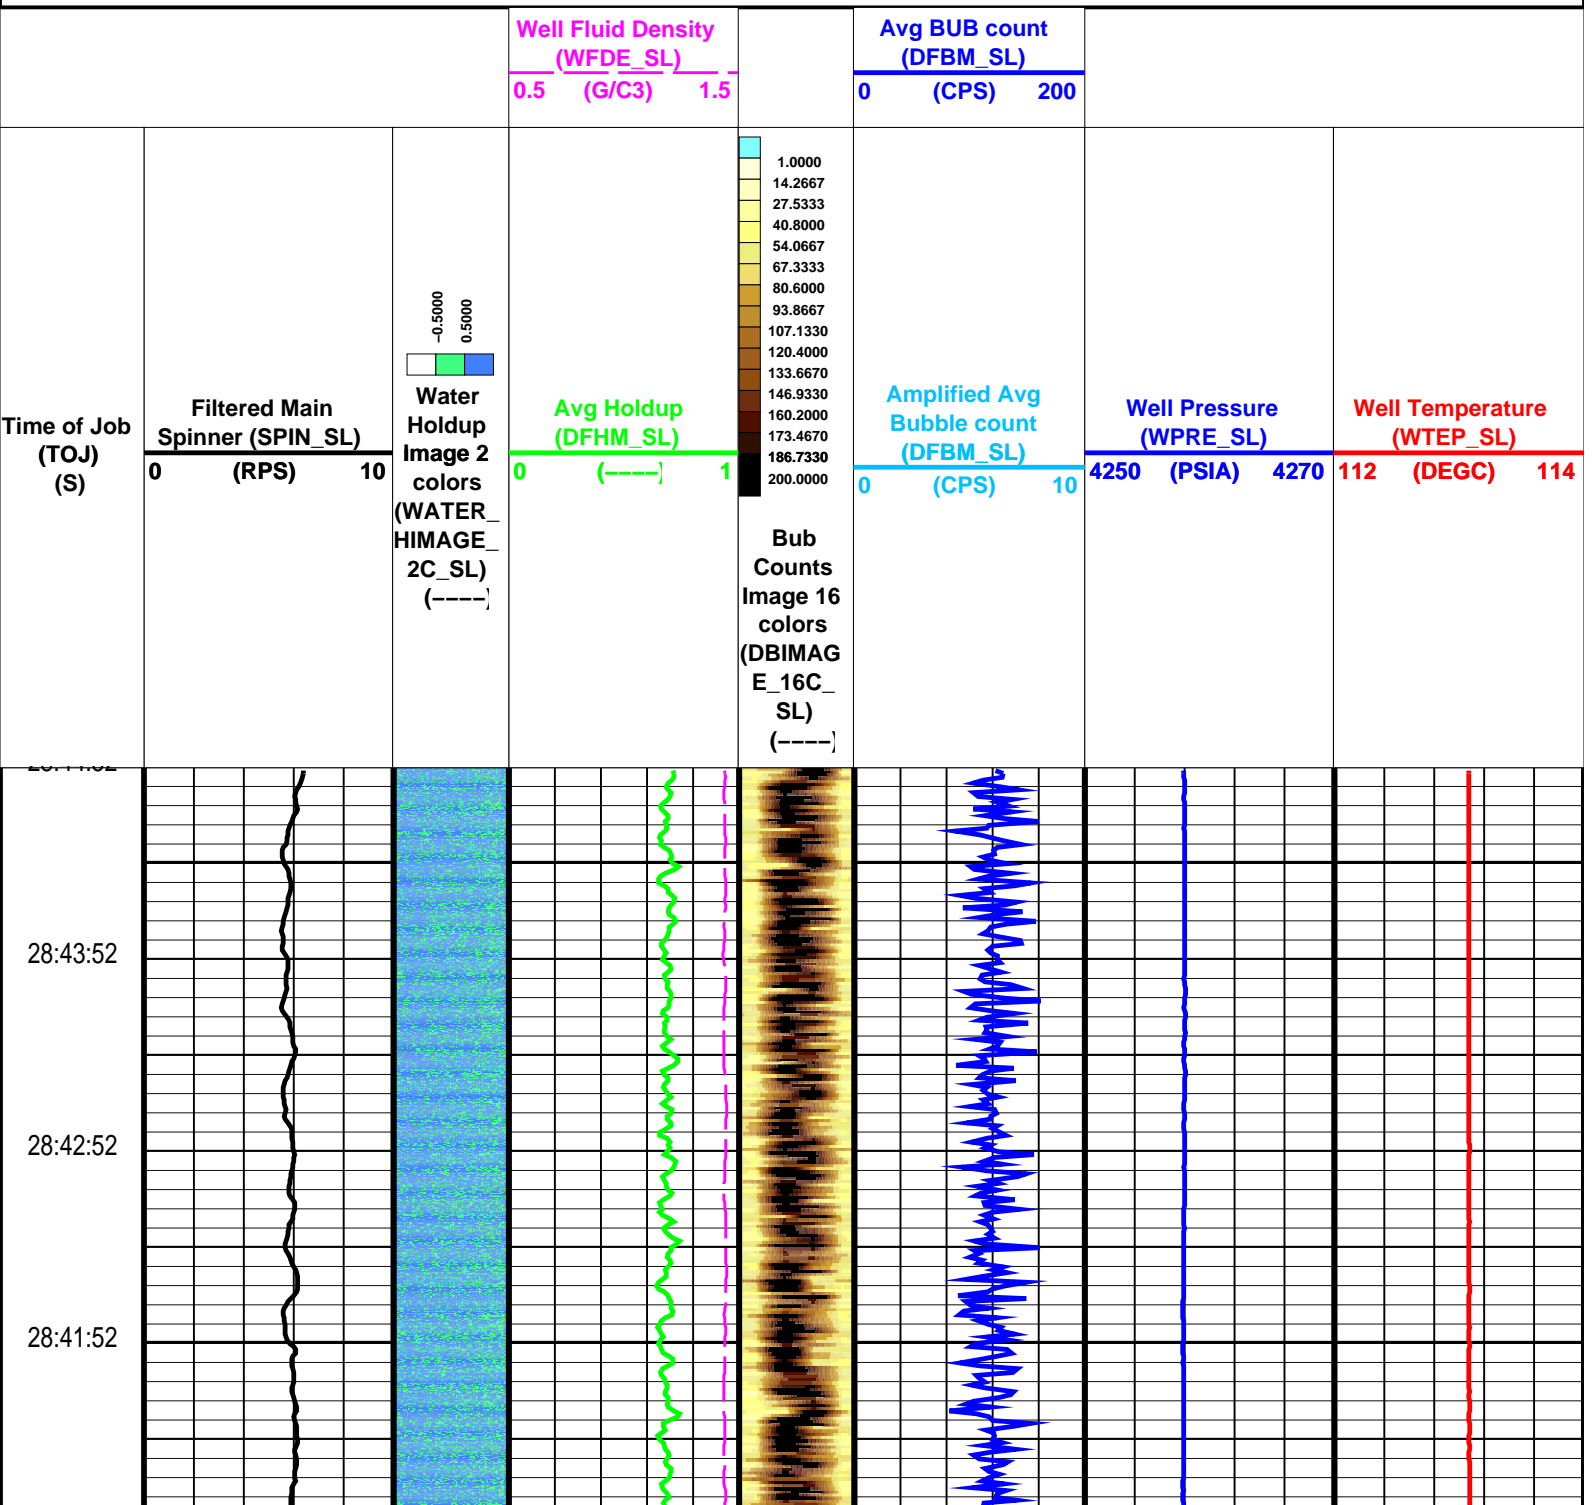 Well Fluid Density
(WFDE_SL)
0.5 (G/C3) 1.5
Avg BUB count
(DFBM_SL)
0 (CPS) 200
Time of Job
(TOJ)
(S)
Filtered Main
Spinner (SPIN_SL)
0 (RPS) 10
−0.5000
0.5000
Water
Holdup
Image 2
colors
(WATER_
HIMAGE_
2C_SL)
(−−−−)
Avg Holdup
(DFHM_SL)
0 (−−−−) 1
1.0000
14.2667
27.5333
40.8000
54.0667
67.3333
80.6000
93.8667
107.1330
120.4000
133.6670
146.9330
160.2000
173.4670
186.7330
200.0000
Bub
Counts
Image 16
colors
(DBIMAG
E_16C_
SL)
(−−−−)
Amplified Avg
Bubble count
(DFBM_SL)
0 (CPS) 10
Well Pressure
(WPRE_SL)
4250 (PSIA) 4270
Well Temperature
(WTEP_SL)
112 (DEGC) 114
28:43:52
28:42:52
28:41:52